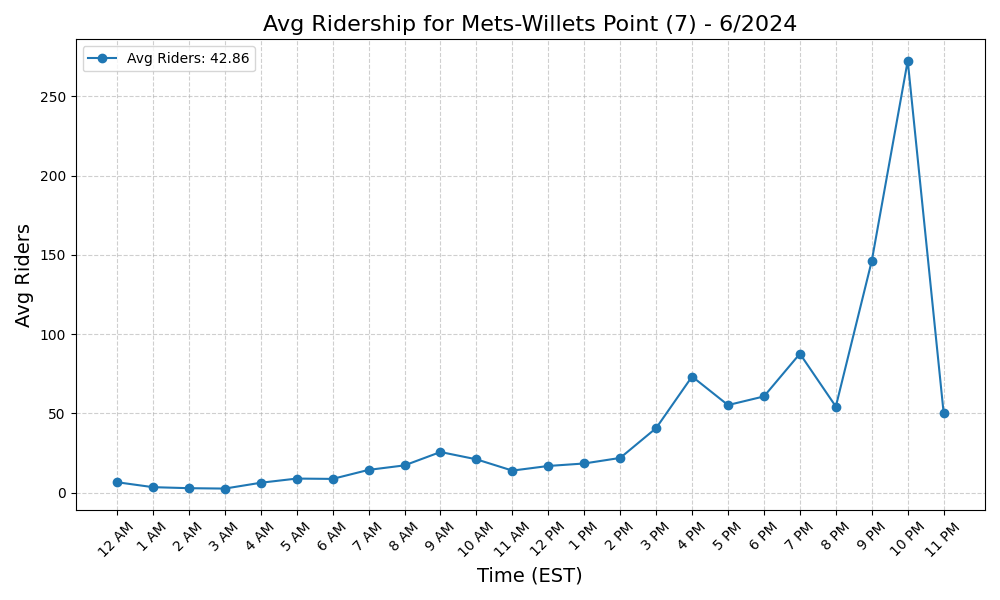 Avg Ridership for Mets-Willets Point (7) - 6/2024
Avg Riders: 42.86
Avg Riders
250
200
150
100
50
0
12 AM
1 AM
2 AM
3 AM
4 AM
5 AM
6 AM
7 AM
8 AM
9 AM
10 AM
11 AM
12 PM
1 PM
2 PM
3 PM
4 PM
5 PM
6 PM
7 PM
8 PM
9 PM
10 PM
11 PM
Time (EST)